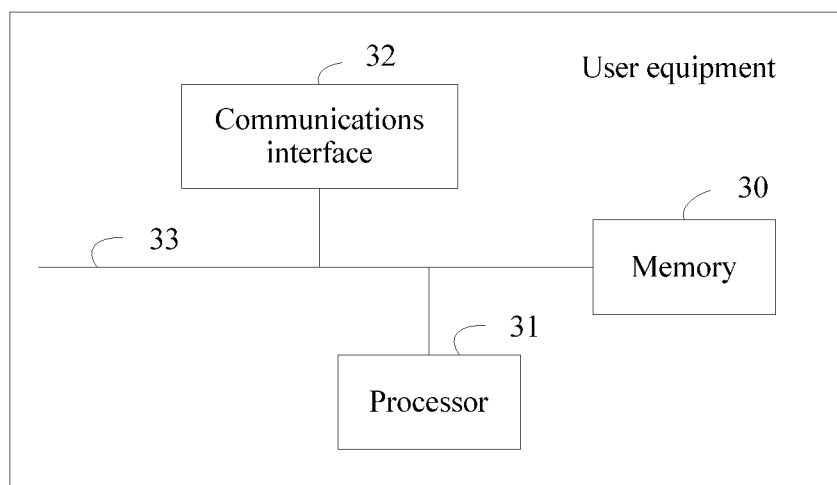 32
User equipment
Communications
interface
30
33
Memory
31
Processor